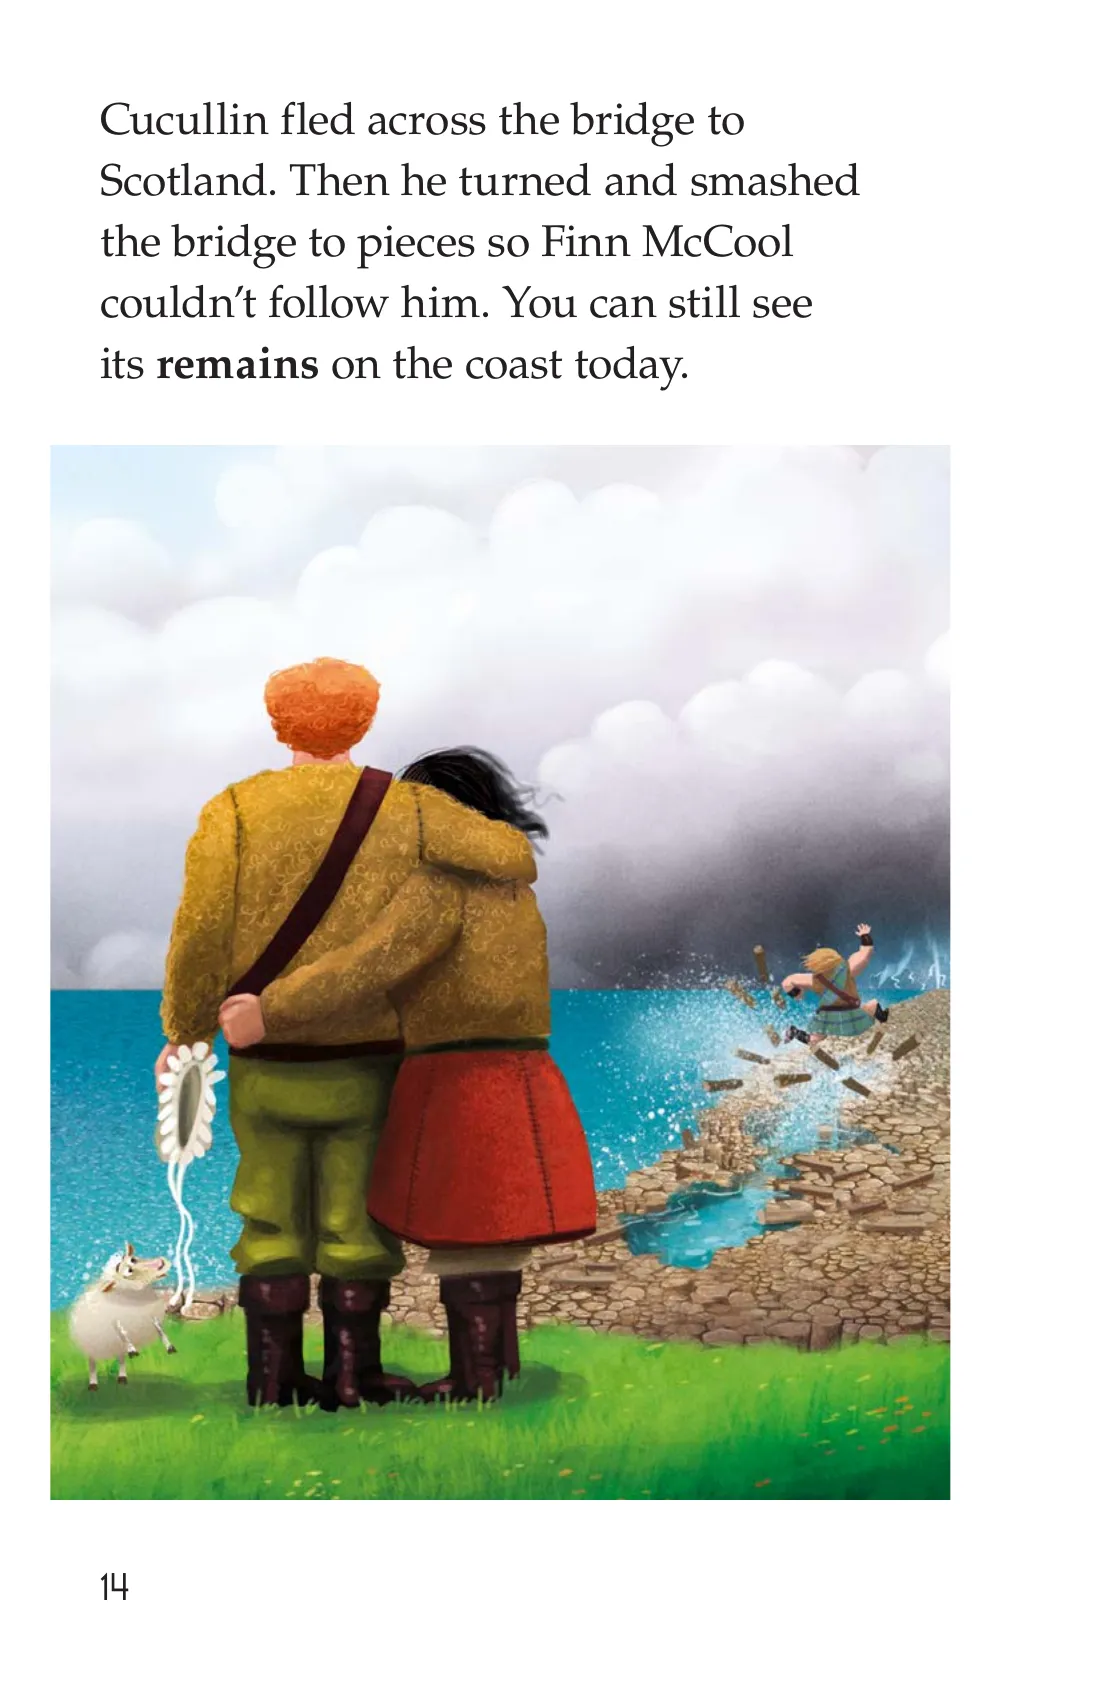 Cucullin fled across the bridge to
Scotland. Then he turned and smashed
the bridge to pieces so Finn McCool
couldn’t follow him. You can still see
its remains on the coast today.
14